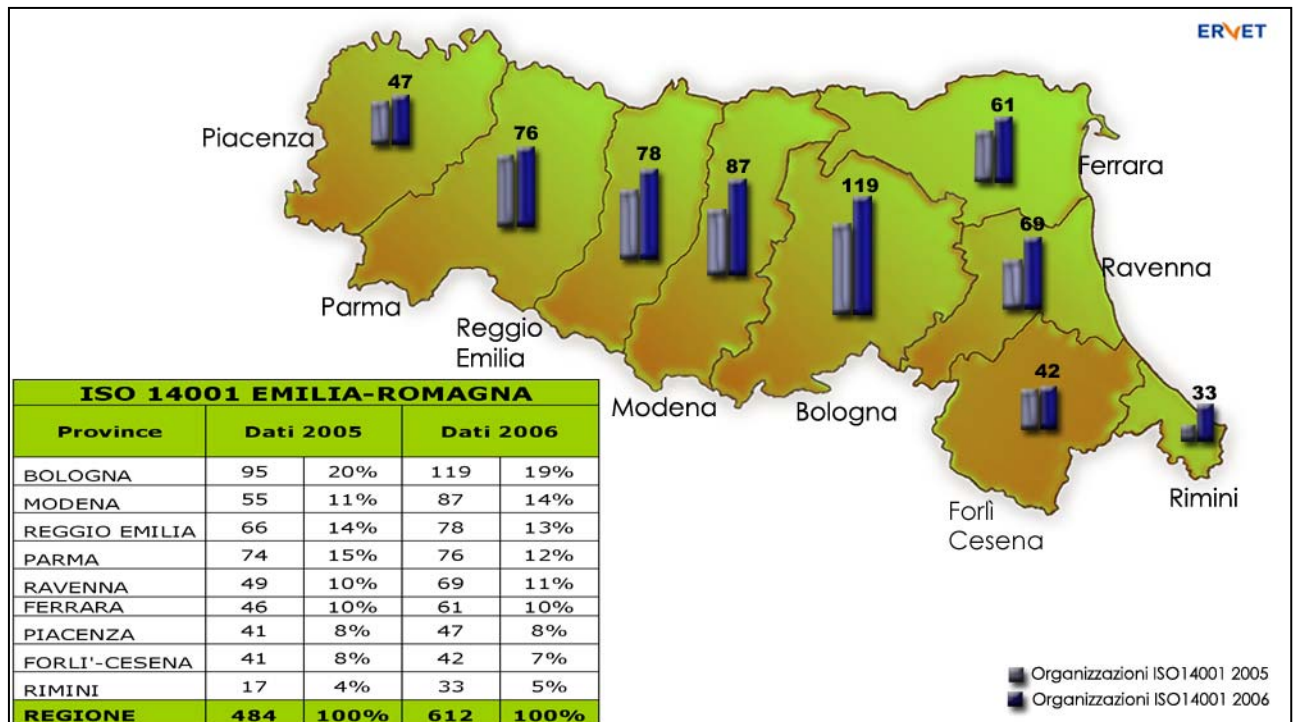 ERVET
47
Piacenza
76
78
87
119
61
Ferrara
69
Ravenna
Parma
Reggio
Emilia
Modena
Bologna
42
Forlì
Cesena
33
Rimini
ISO 14001 EMILIA-ROMAGNA
Province Dati 2005 Dati 2006
BOLOGNA 95 20% 119 19%
MODENA 55 11% 87 14%
REGGIO EMILIA 66 14% 78 13%
PARMA 74 15% 76 12%
RAVENNA 49 10% 69 11%
FERRARA 46 10% 61 10%
PIACENZA 41 8% 47 8%
FORLI'-CESENA 41 8% 42 7%
RIMINI 17 4% 33 5%
REGIONE 484 100% 612 100%
Organizzazioni ISO14001 2005
Organizzazioni ISO14001 2006